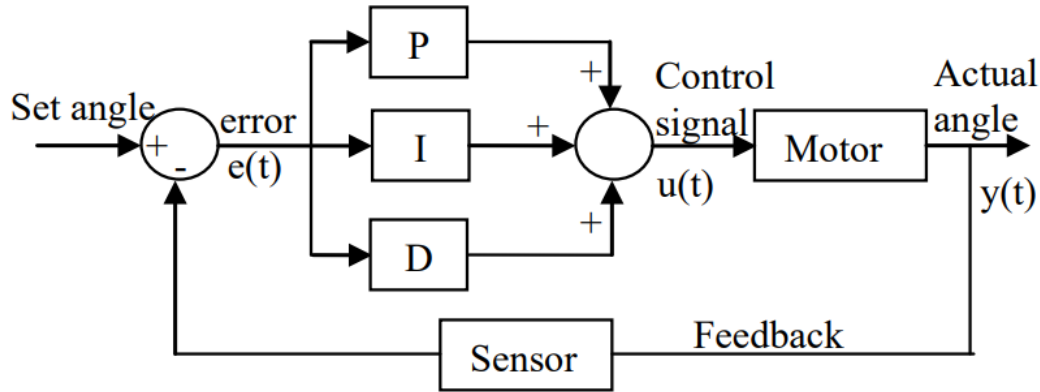 P
+
Control
Actual
Set angle
error
+
signal
angle
+
I
Motor
-
e(t)
u(t)
y(t)
+
D
Feedback
Sensor